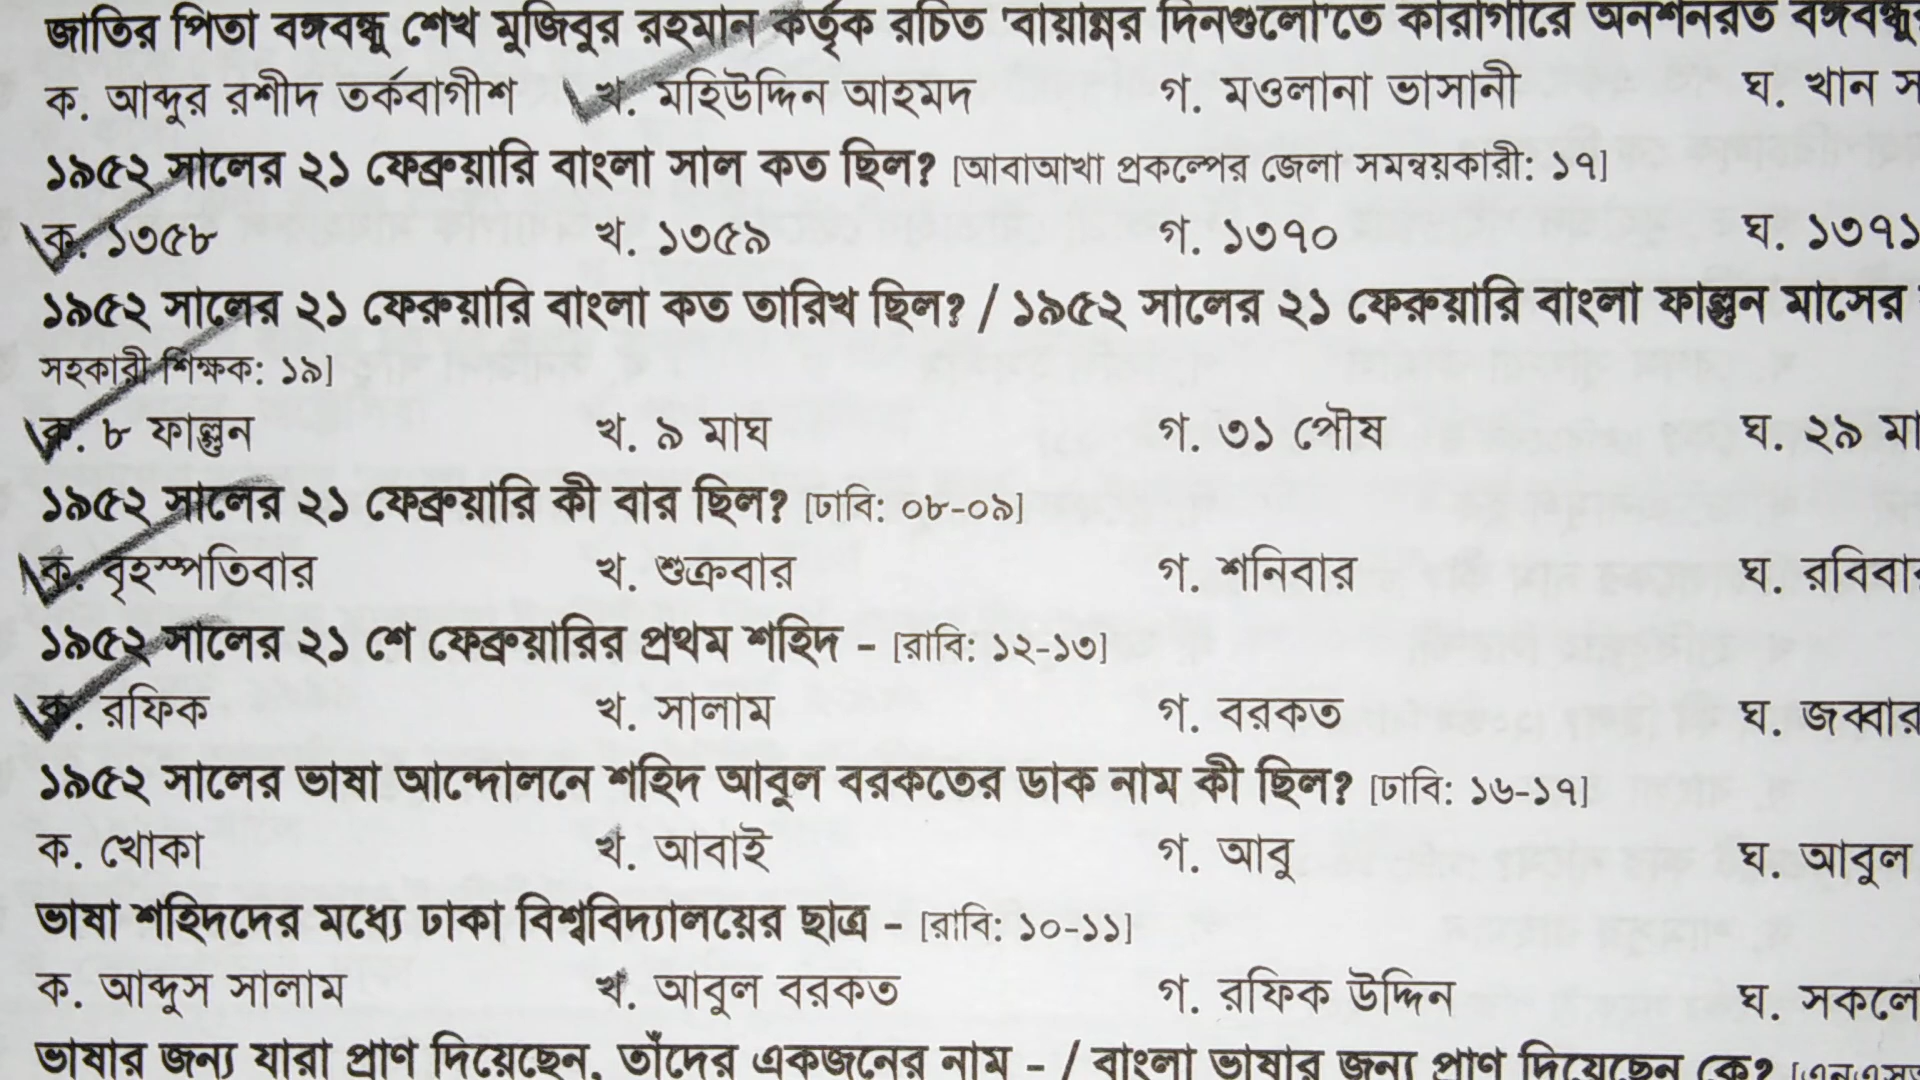 জাতির পিতা বঙ্গবন্ধু শেখ মুজিবুর রহমান কর্তৃক রচিত 'বায়ান্নর দিনগুলো'তে কারাগারে অনশনরত বঙ্গবন্ধুর
ক. আব্দুর রশীদ তর্কবাগীশ খ. মহিউদ্দিন আহমদ গ. মওলানা ভাসানী ঘ. খান স
১৯৫২ সালের ২১ ফেব্রুয়ারি বাংলা সাল কত ছিল? [আবাআখা প্রকল্পের জেলা সমন্বয়কারী: ১৭]
ক. ১৩৫৮ খ. ১৩৫৯ গ. ১৩৭০ ঘ. ১৩৭১
১৯৫২ সালের ২১ ফেরুয়ারি বাংলা কত তারিখ ছিল? / ১৯৫২ সালের ২১ ফেরুয়ারি বাংলা ফাল্গুন মাসের
সহকারী শিক্ষক: ১৯]
ক. ৮ ফাল্গুন খ. ৯ মাঘ গ. ৩১ পৌষ ঘ. ২৯ মা
১৯৫২ সালের ২১ ফেব্রুয়ারি কী বার ছিল? [ঢাবি: ০৮-০৯]
ক. বৃহস্পতিবার খ. শুক্রবার গ. শনিবার ঘ. রবিবার
১৯৫২ সালের ২১ শে ফেব্রুয়ারির প্রথম শহিদ - [রাবি: ১২-১৩]
ক. রফিক খ. সালাম গ. বরকত ঘ. জব্বার
১৯৫২ সালের ভাষা আন্দোলনে শহিদ আবুল বরকতের ডাক নাম কী ছিল? [ঢাবি: ১৬-১৭]
ক. খোকা খ. আবাই গ. আবু ঘ. আবুল
ভাষা শহিদদের মধ্যে ঢাকা বিশ্ববিদ্যালয়ের ছাত্র - [রাবি: ১০-১১]
ক. আব্দুস সালাম খ. আবুল বরকত গ. রফিক উদ্দিন ঘ. সকলে
ভাষার জন্য যারা প্রাণ দিয়েছেন, তাঁদের একজনের নাম - / বাংলা ভাষার জন্য প্রাণ দিয়েছেন কে?